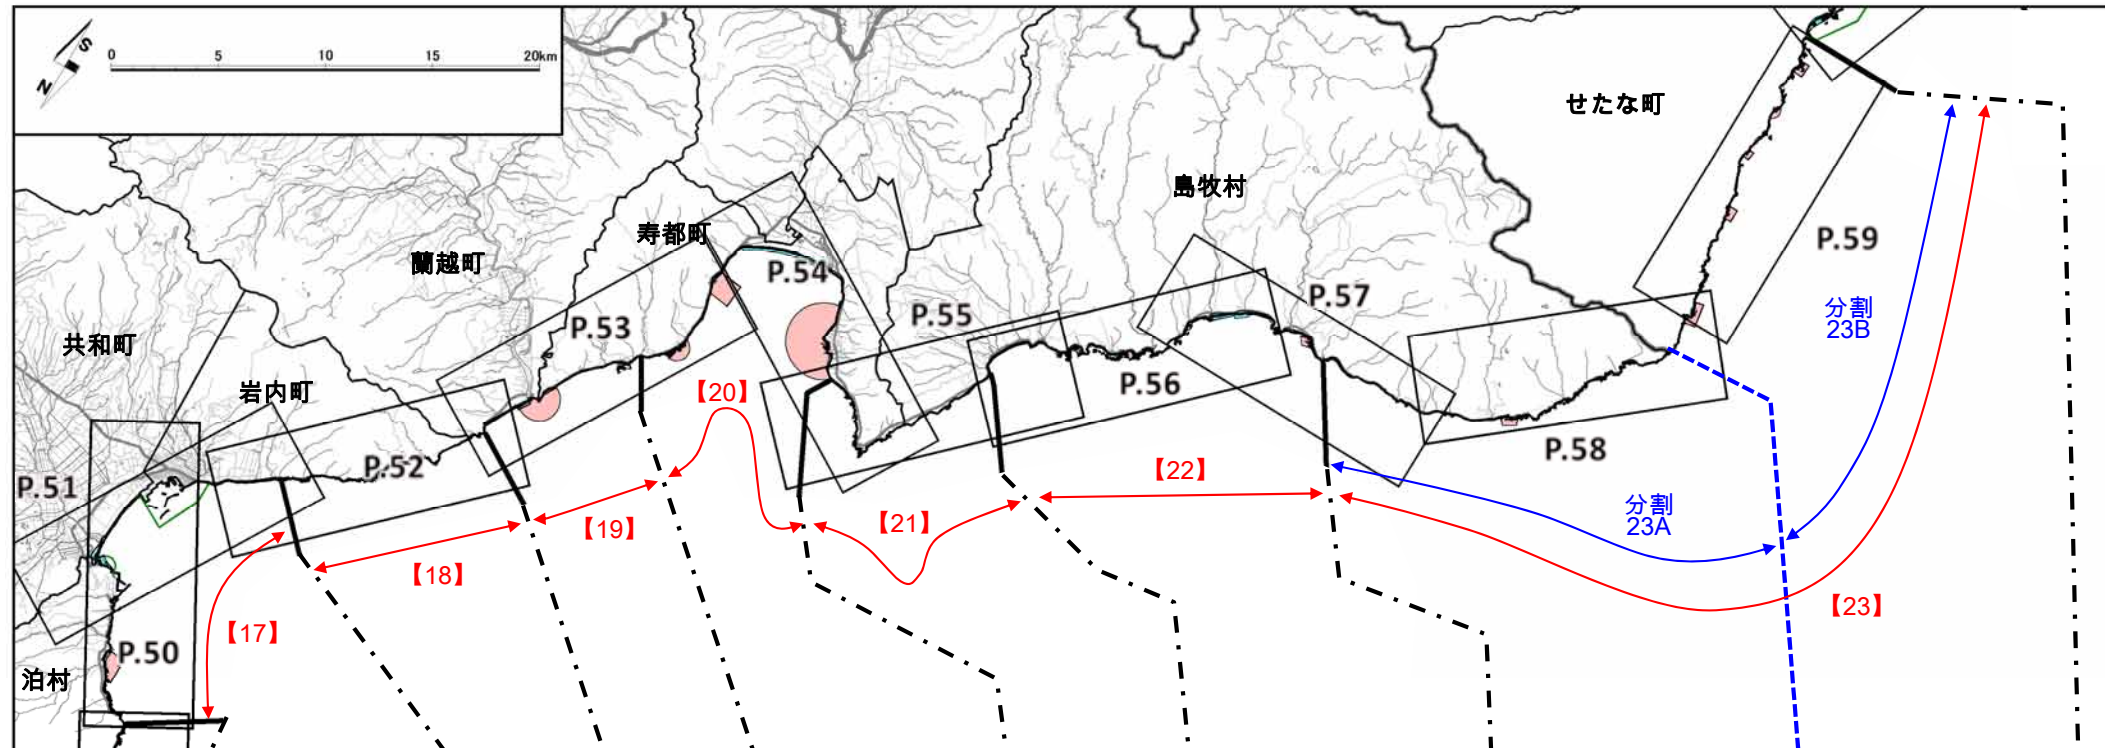 S
N
0 5 10 15 20km
せたな町
島牧村
寿都町
蘭越町
共和町
岩内町
泊村
P.50
P.51
P.52
P.53
P.54
P.55
P.56
P.57
P.58
P.59
【17】
【18】
【19】
【20】
【21】
【22】
【23】
分割
23A
分割
23B